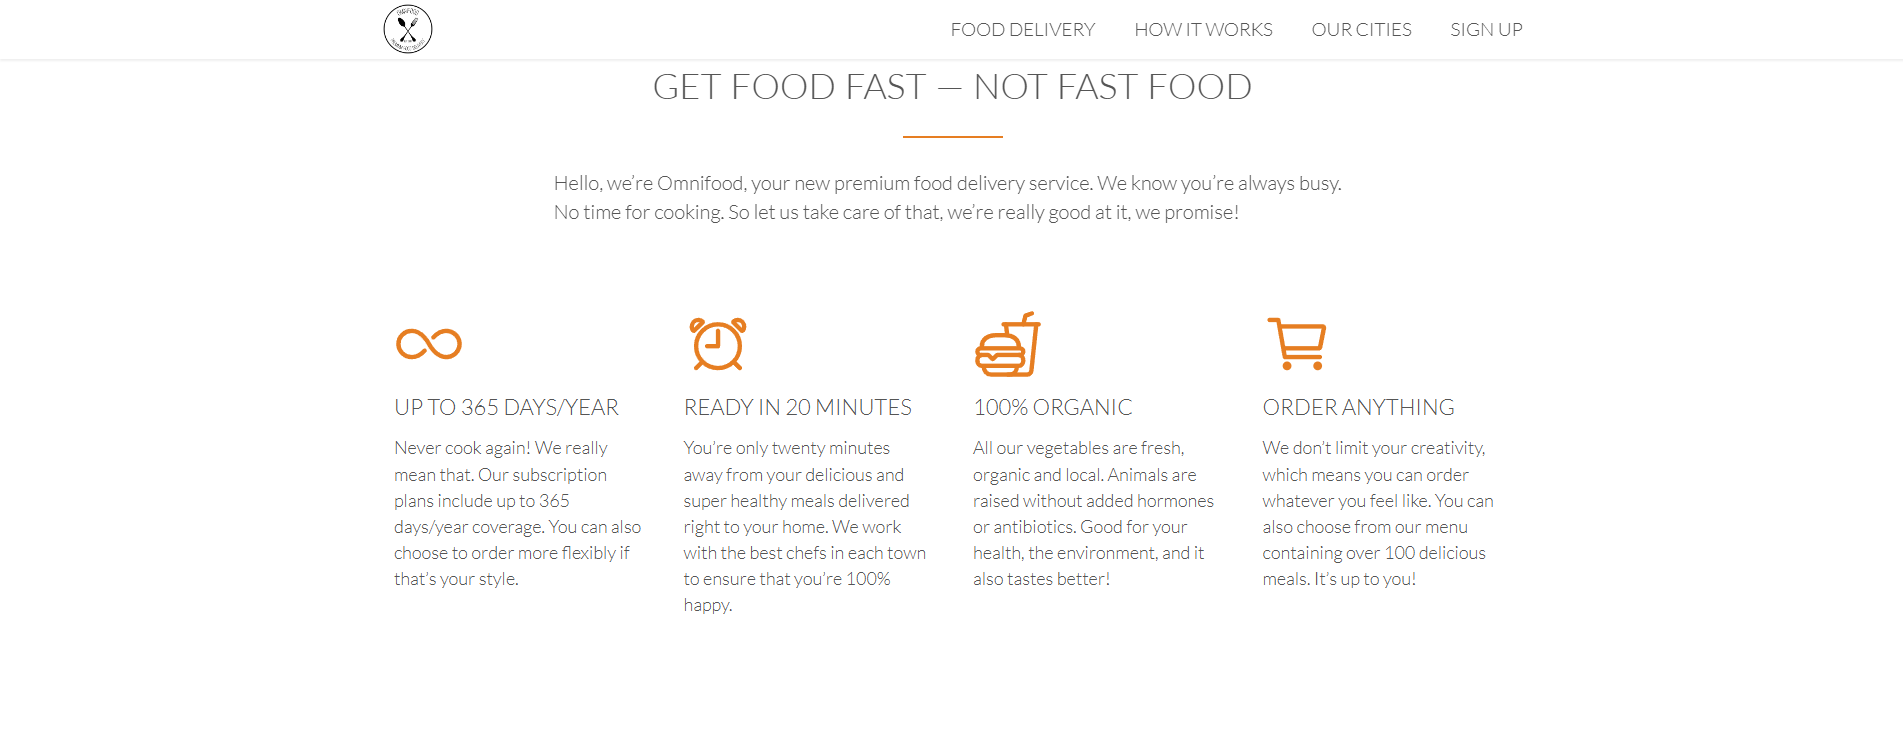 OMNIFOOD
FOOD DELIVERY HOW IT WORKS OUR CITIES SIGN UP
GET FOOD FAST — NOT FAST FOOD
Hello, we’re Omnifood, your new premium food delivery service. We know you’re always busy.
No time for cooking. So let us take care of that, we’re really good at it, we promise!
UP TO 365 DAYS/YEAR
Never cook again! We really
mean that. Our subscription
plans include up to 365
days/year coverage. You can also
choose to order more flexibly if
that’s your style.
READY IN 20 MINUTES
You’re only twenty minutes
away from your delicious and
super healthy meals delivered
right to your home. We work
with the best chefs in each town
to ensure that you’re 100%
happy.
100% ORGANIC
All our vegetables are fresh,
organic and local. Animals are
raised without added hormones
or antibiotics. Good for your
health, the environment, and it
also tastes better!
ORDER ANYTHING
We don’t limit your creativity,
which means you can order
whatever you feel like. You can
also choose from our menu
containing over 100 delicious
meals. It’s up to you!